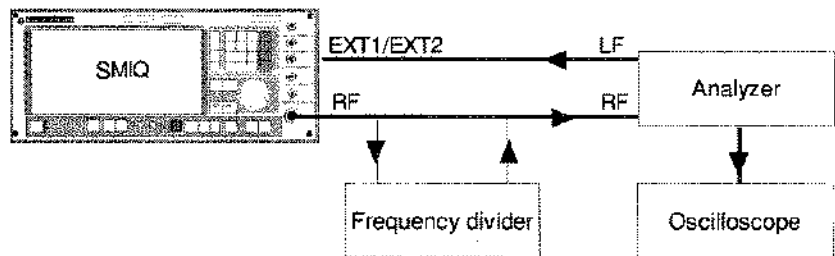 SMIQ
EXT1/EXT2
LF
RF
RF
Analyzer
Frequency divider
Oscilloscope